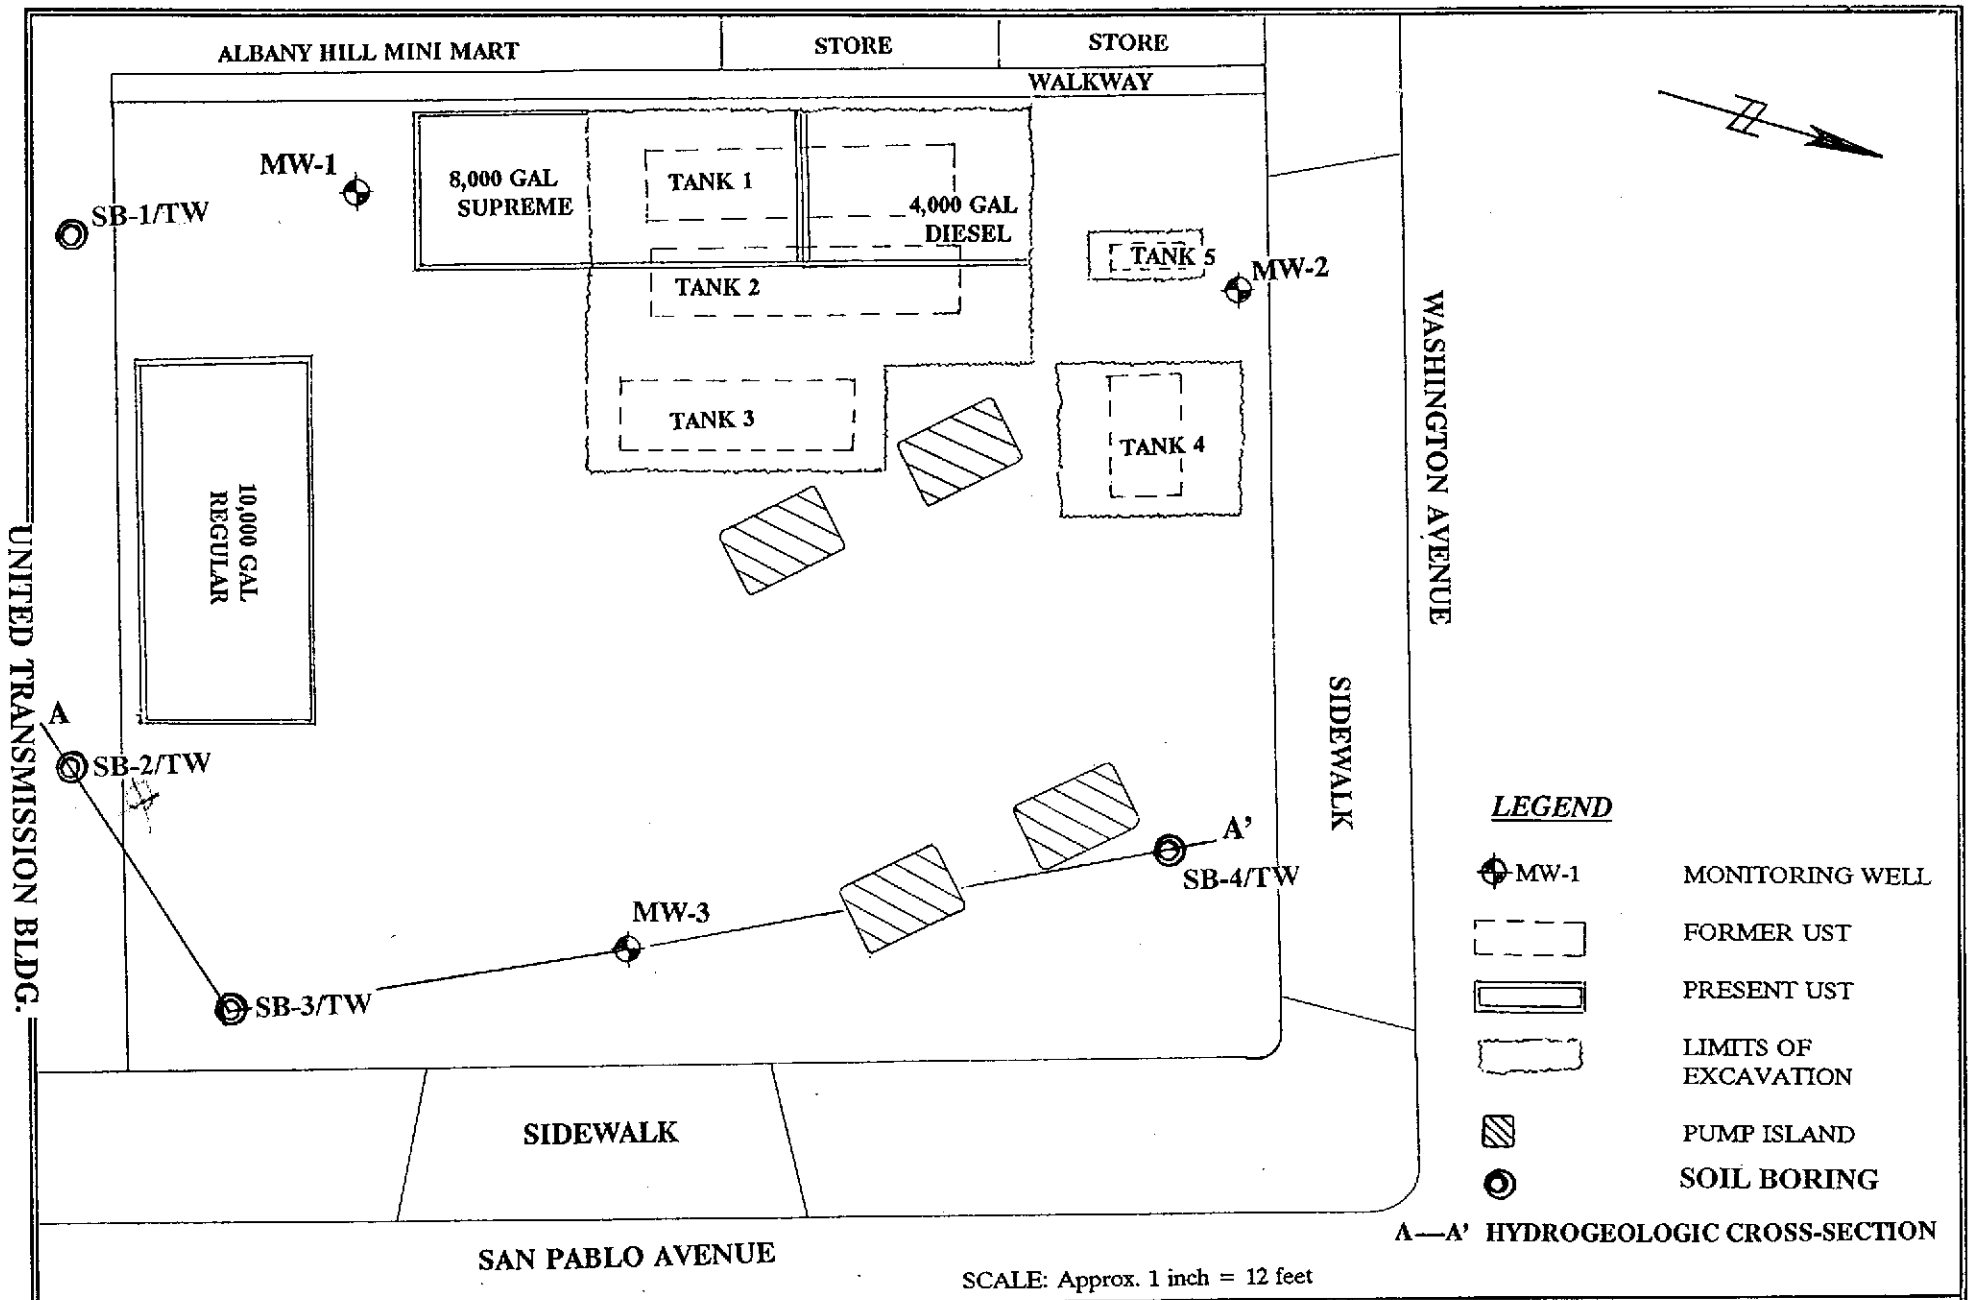 ALBANY HILL MINI MART
STORE
STORE
WALKWAY
MW-1
8,000 GAL
SUPREME
TANK 1
4,000 GAL
DIESEL
SB-1/TW
TANK 5
MW-2
TANK 2
TANK 3
TANK 4
WASHINGTON AVENUE
10,000 GAL
REGULAR
UNITED TRANSMISSION BLDG.
A
SB-2/TW
SIDEWALK
A'
SB-4/TW
MW-3
SB-3/TW
SIDEWALK
SAN PABLO AVENUE
SCALE: Approx. 1 inch = 12 feet
LEGEND
MW-1 MONITORING WELL
FORMER UST
PRESENT UST
LIMITS OF
EXCAVATION
PUMP ISLAND
SOIL BORING
A—A' HYDROGEOLOGIC CROSS-SECTION